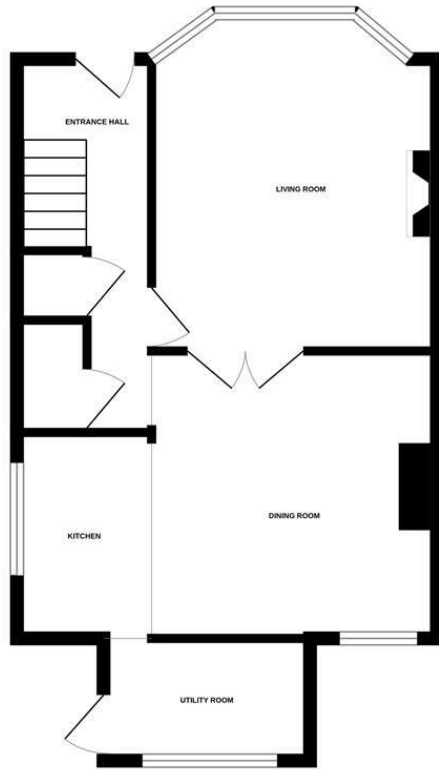 ENTRANCE HALL
LIVING ROOM
DINING ROOM
KITCHEN
UTILITY ROOM